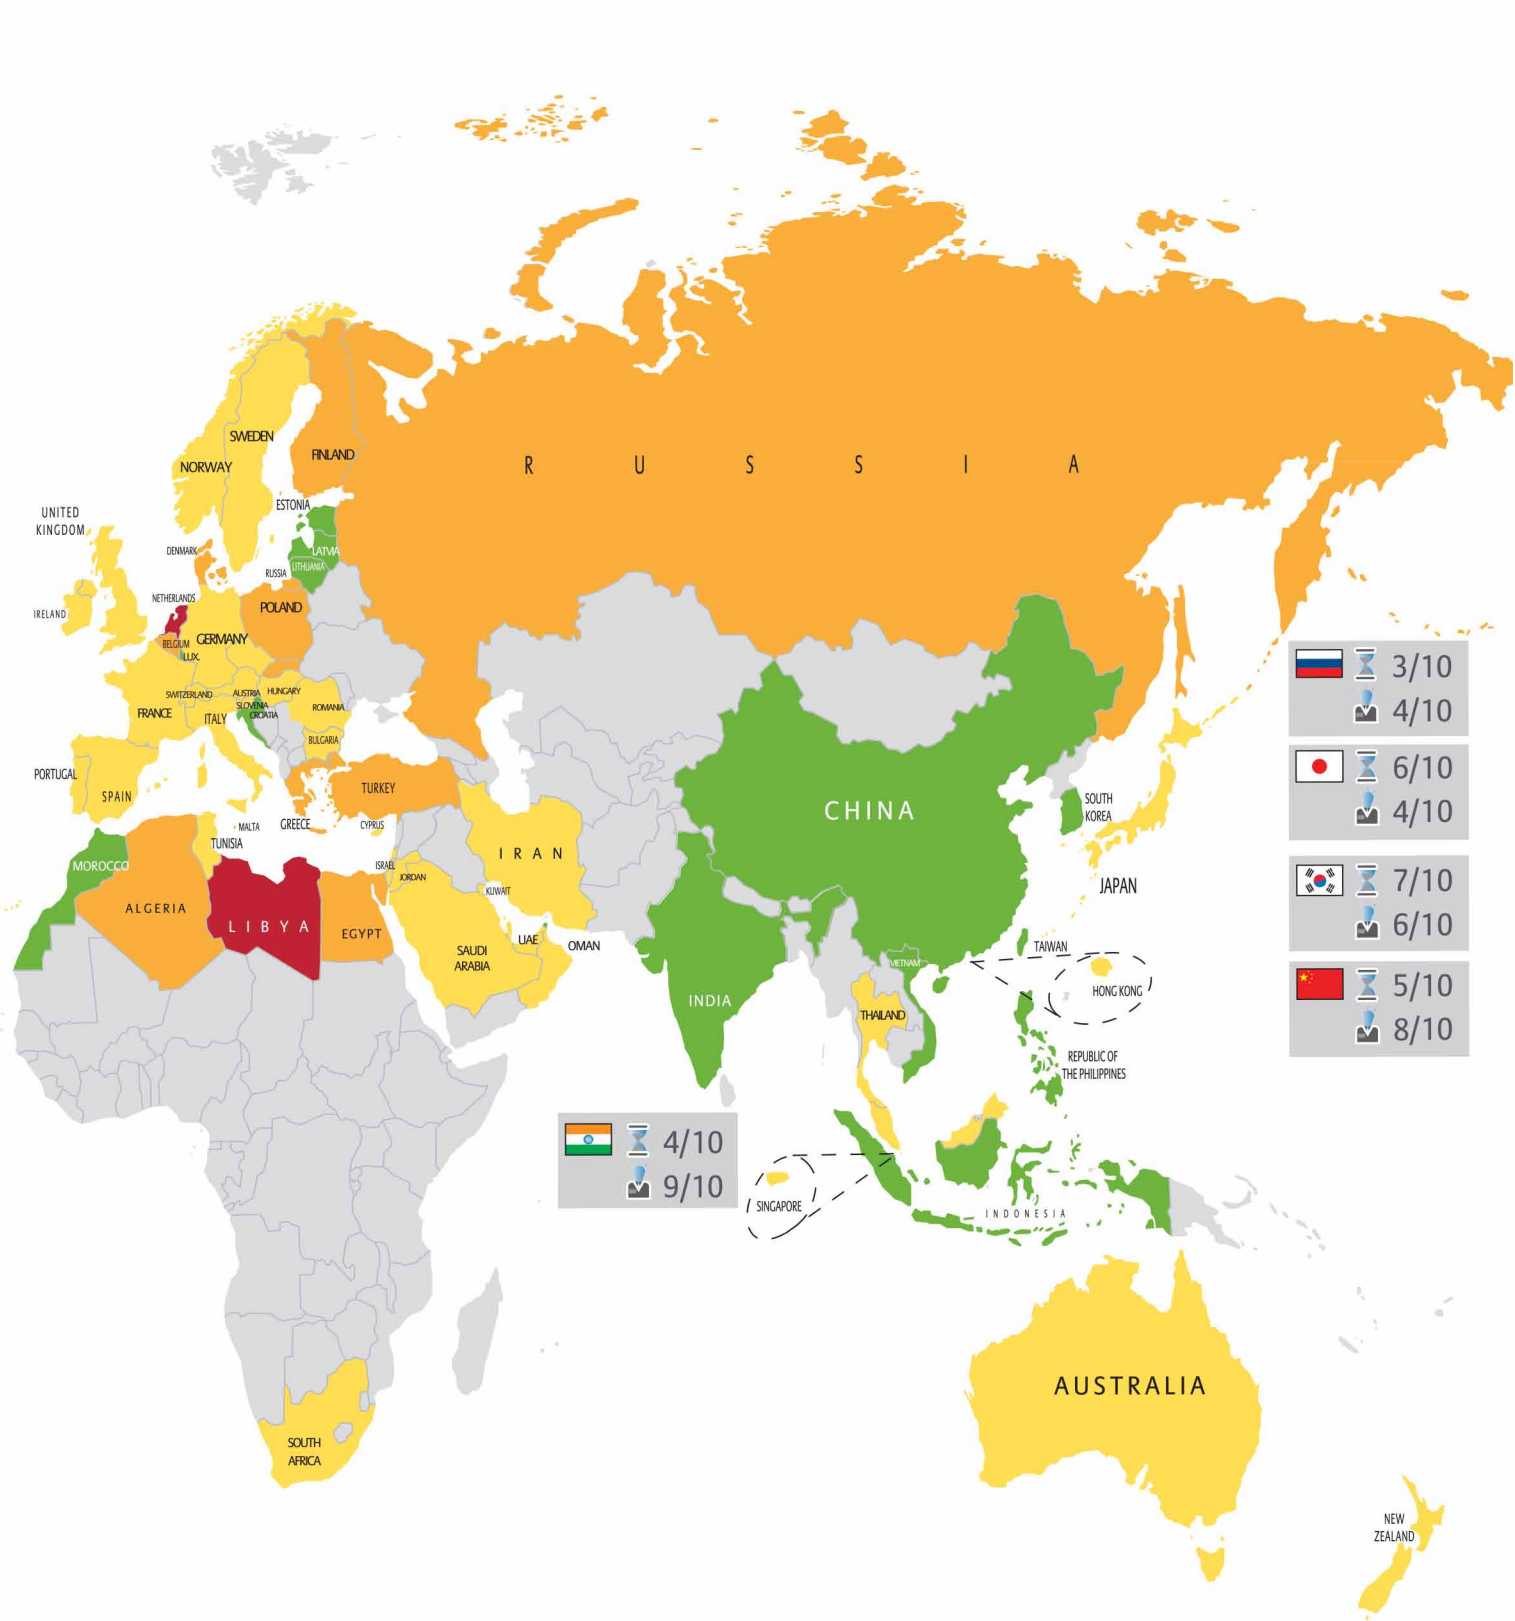 R U S S I A
SWEDEN
FINLAND
NORWAY
ESTONIA
UNITED
KINGDOM
DENMARK
LATVIA
LITHUANIA
RUSSIA
NETHERLANDS
IRELAND
POLAND
BELGIUM
GERMANY
LUX.
SWITZERLAND
AUSTRIA
HUNGARY
SLOVENIA
CROATIA
ROMANIA
FRANCE
ITALY
BULGARIA
PORTUGAL
SPAIN
TURKEY
GREECE
MALTA
CYPRUS
TUNISIA
MOROCCO
ISRAEL
JORDAN
I R A N
KUWAIT
ALGERIA
L I B Y A
EGYPT
SAUDI
ARABIA
UAE
OMAN
CHINA
SOUTH
KOREA
JAPAN
TAIWAN
HONG KONG
VIETNAM
INDIA
THAILAND
REPUBLIC OF
THE PHILIPPINES
3/10
4/10
6/10
4/10
7/10
6/10
5/10
8/10
4/10
9/10
SINGAPORE
INDONESIA
AUSTRALIA
SOUTH
AFRICA
NEW
ZEALAND